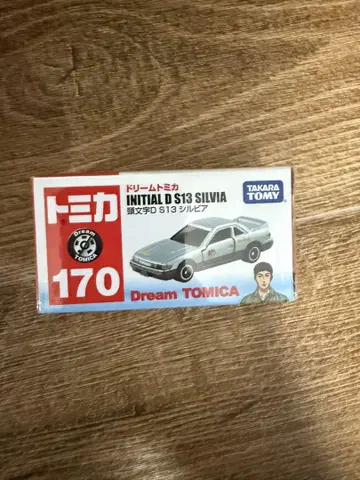 トミカ
Dream
TOMICA
170
ドリームトミカ
INITIAL D S13 SILVIA
頭文字D S13 シルビア
TAKARA
TOMY
Dream TOMICA